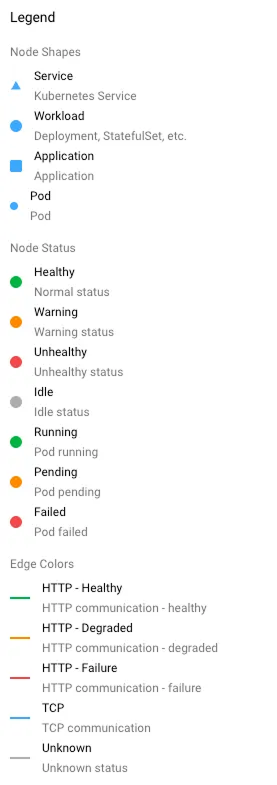 Legend
Node Shapes
Service
Kubernetes Service
Workload
Deployment, StatefulSet, etc.
Application
Application
Pod
Pod
Node Status
Healthy
Normal status
Warning
Warning status
Unhealthy
Unhealthy status
Idle
Idle status
Running
Pod running
Pending
Pod pending
Failed
Pod failed
Edge Colors
HTTP - Healthy
HTTP communication - healthy
HTTP - Degraded
HTTP communication - degraded
HTTP - Failure
HTTP communication - failure
TCP
TCP communication
Unknown
Unknown status